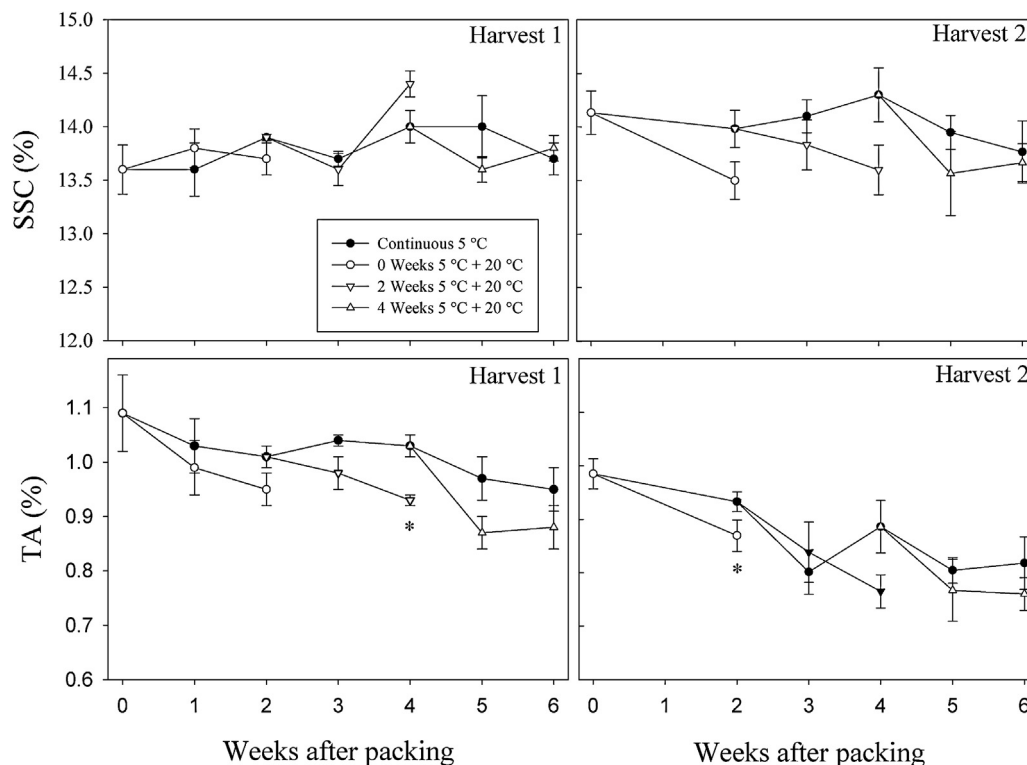 Harvest 1
Harvest 2
15.0
14.5
14.0
13.5
13.0
12.5
12.0
SSC (%)
Continuous 5 °C
0 Weeks 5 °C + 20 °C
2 Weeks 5 °C + 20 °C
4 Weeks 5 °C + 20 °C
Harvest 1
Harvest 2
1.1
1.0
0.9
0.8
0.7
0.6
TA (%)
*
*
0 1 2 3 4 5 6
0 1 2 3 4 5 6
Weeks after packing
Weeks after packing